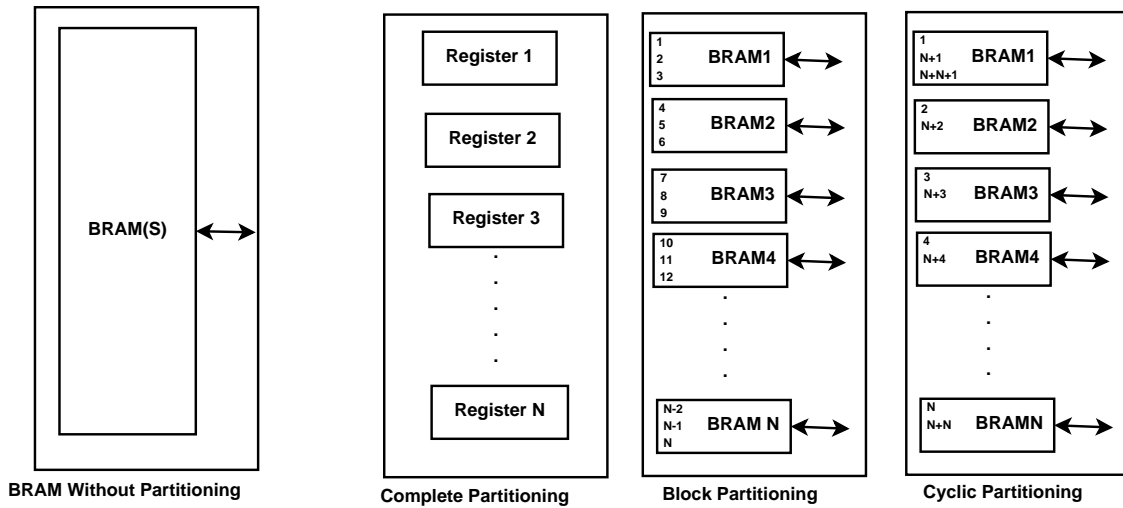 BRAM(S)
BRAM Without Partitioning
Register 1
Register 2
Register 3
Register N
Complete Partitioning
1
2
3
BRAM1
4
5
6
BRAM2
7
8
9
BRAM3
10
11
12
BRAM4
N-2
N-1
N
BRAM N
Block Partitioning
1
N+1
N+N+1
BRAM1
2
N+2
BRAM2
3
N+3
BRAM3
4
N+4
BRAM4
N
N+N
BRAMN
Cyclic Partitioning